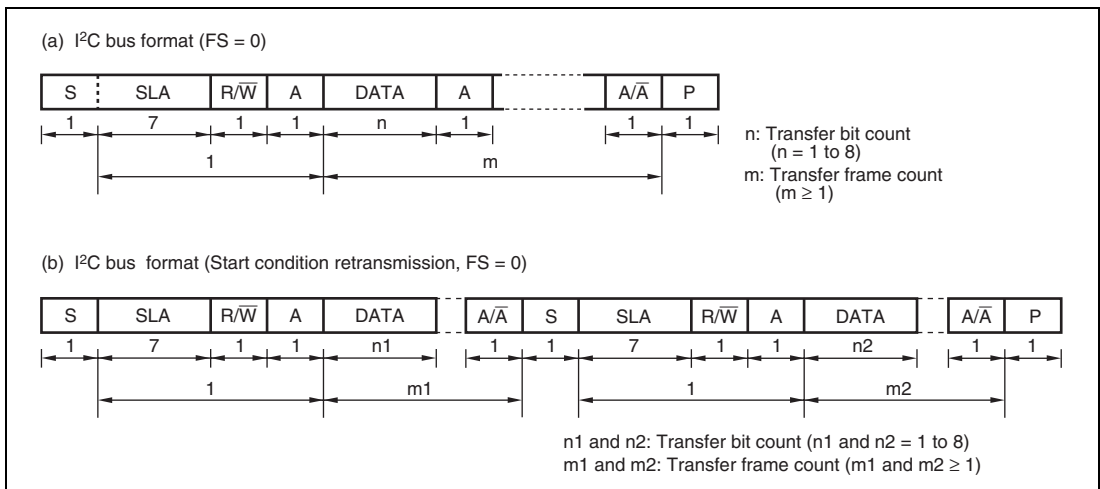 (a) I²C bus format (FS = 0)
S SLA R/W̅ A DATA A A/A̅ P
1 7 1 1 n 1 1 1
1 m
n: Transfer bit count
(n = 1 to 8)
m: Transfer frame count
(m ≥ 1)
(b) I²C bus format (Start condition retransmission, FS = 0)
S SLA R/W̅ A DATA A/A̅ S SLA R/W̅ A DATA A/A̅ P
1 7 1 1 n1 1 1 7 1 1 n2 1 1
1 m1 1 m2
n1 and n2: Transfer bit count (n1 and n2 = 1 to 8)
m1 and m2: Transfer frame count (m1 and m2 ≥ 1)